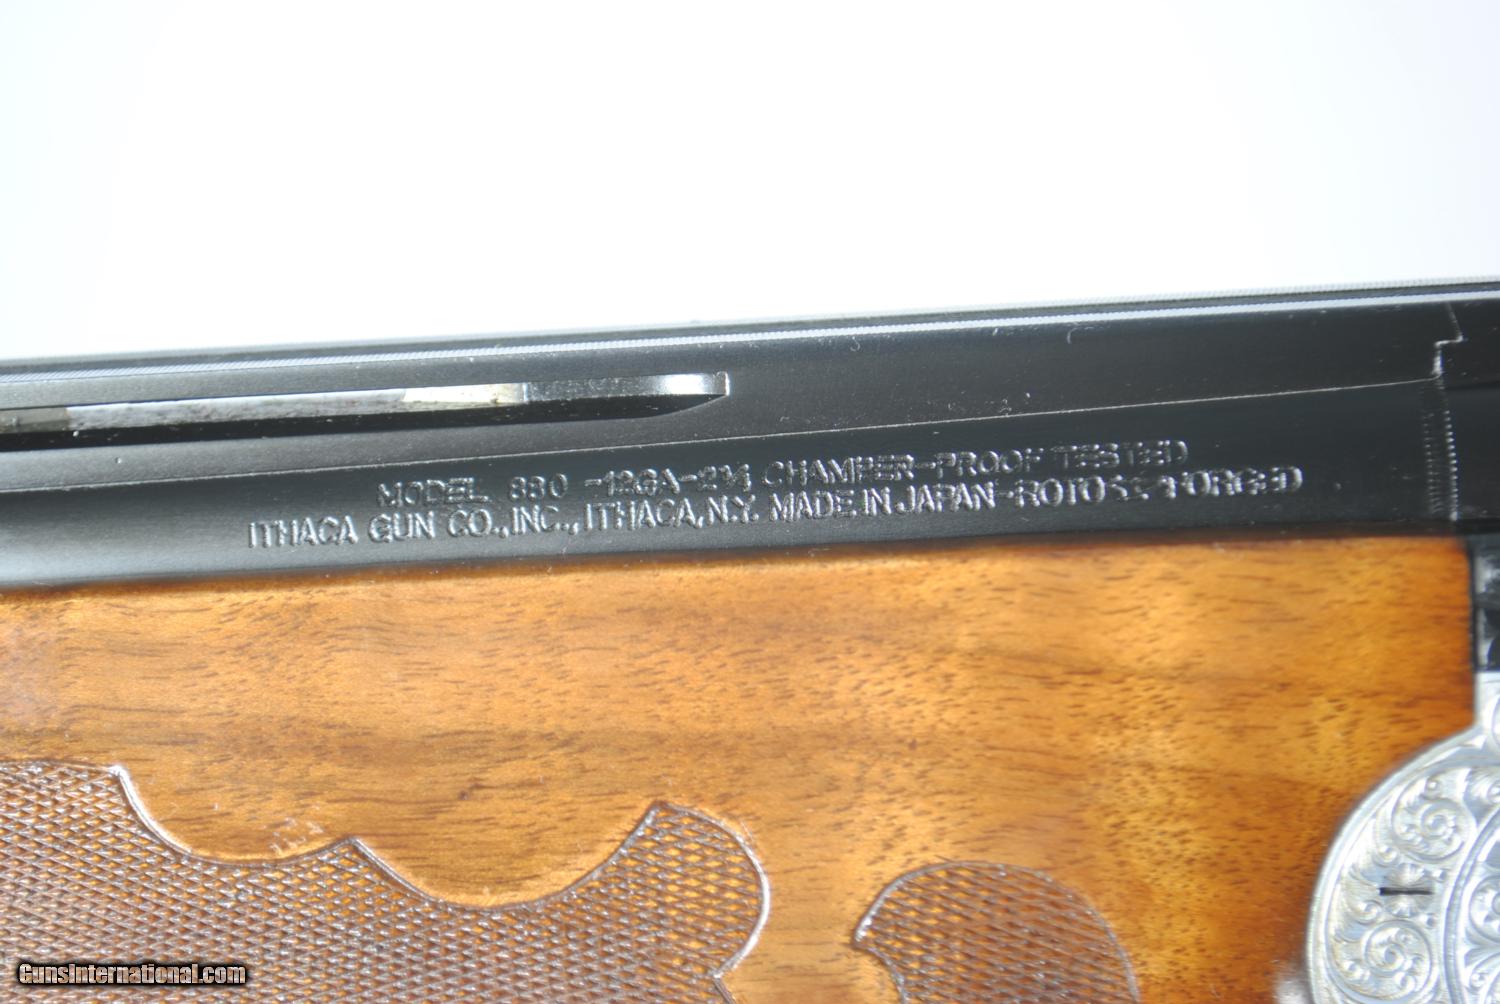 MODEL 880 -12GA-2¾ CHAMBER-PROOF TESTED
ITHACA GUN CO., INC., ITHACA, N.Y. MADE IN JAPAN-ROTO FORGED
GunsInternational.com